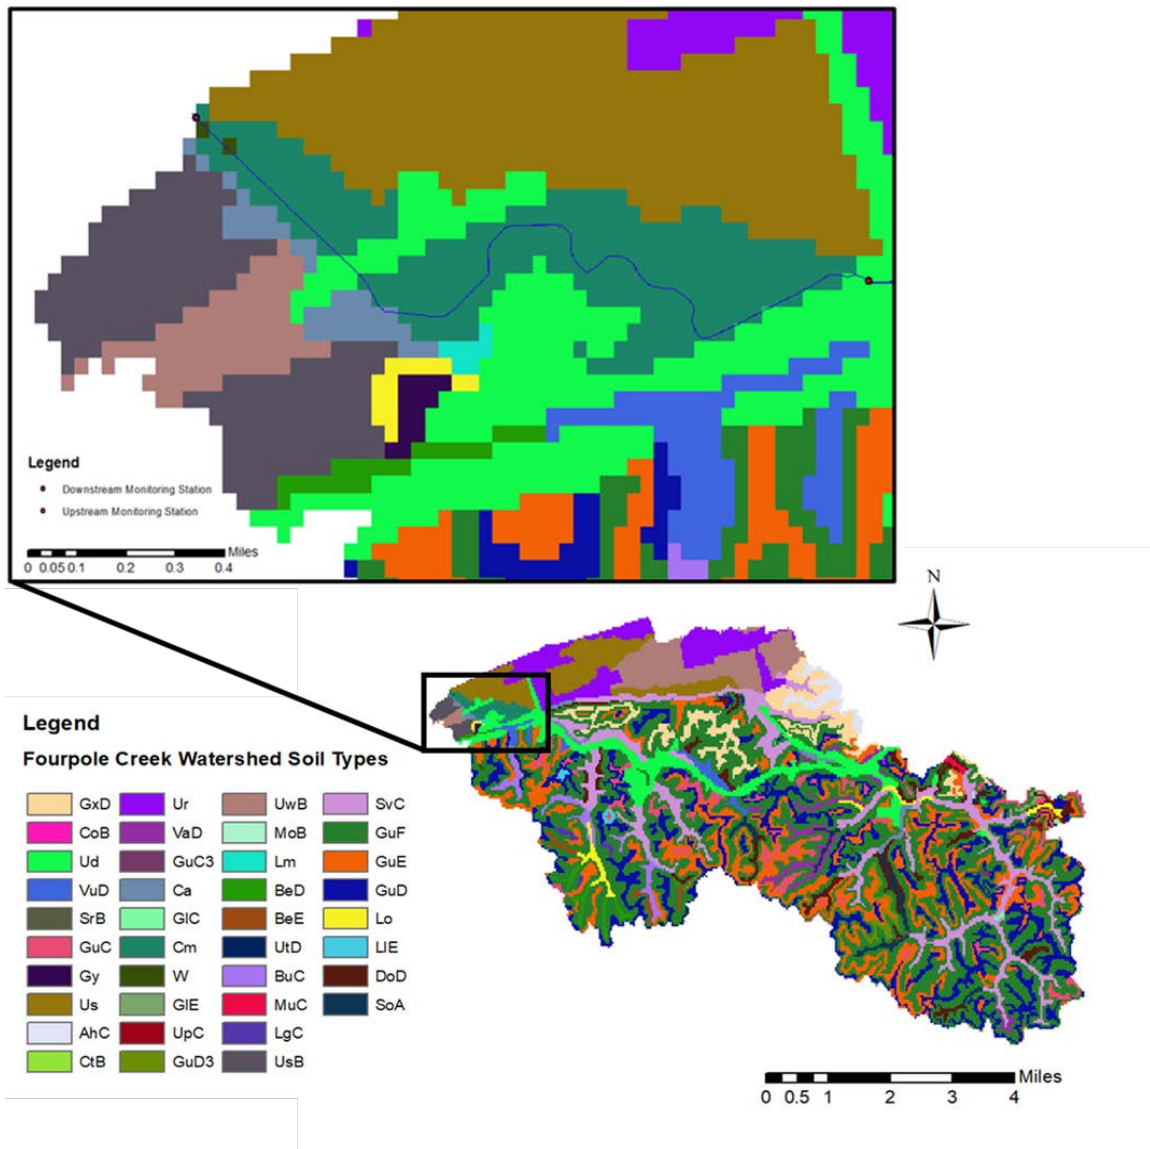 Legend
Downstream Monitoring Station
Upstream Monitoring Station
Miles
0 0.05 0.1 0.2 0.3 0.4
N
Legend
Fourpole Creek Watershed Soil Types
GxD Ur UwB SvC
CoB VaD MoB GuF
Ud GuC3 Lm GuE
VuD Ca BeD GuD
SrB GlC BeE Lo
GuC Cm UtD LlE
Gy W BuC DoD
Us GlE MuC SoA
AhC UpC LgC
CtB GuD3 UsB
Miles
0 0.5 1 2 3 4